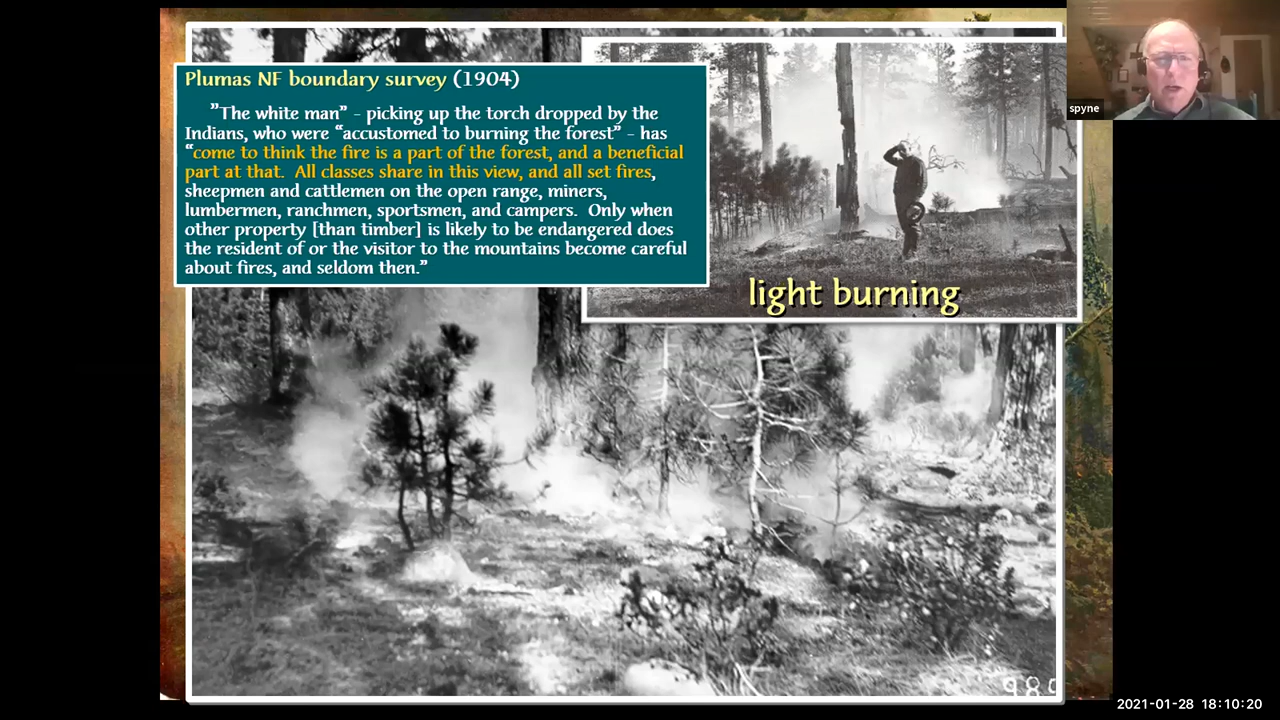 Plumas NF boundary survey (1904)
"The white man" - picking up the torch dropped by the
Indians, who were "accustomed to burning the forest" - has
"come to think the fire is a part of the forest, and a beneficial
part at that.  All classes share in this view, and all set fires,
sheepmen and cattlemen on the open range, miners,
lumbermen, ranchmen, sportsmen, and campers.  Only when
other property [than timber] is likely to be endangered does
the resident of or the visitor to the mountains become careful
about fires, and seldom then."
light burning
spyne
2021-01-28 18:10:20